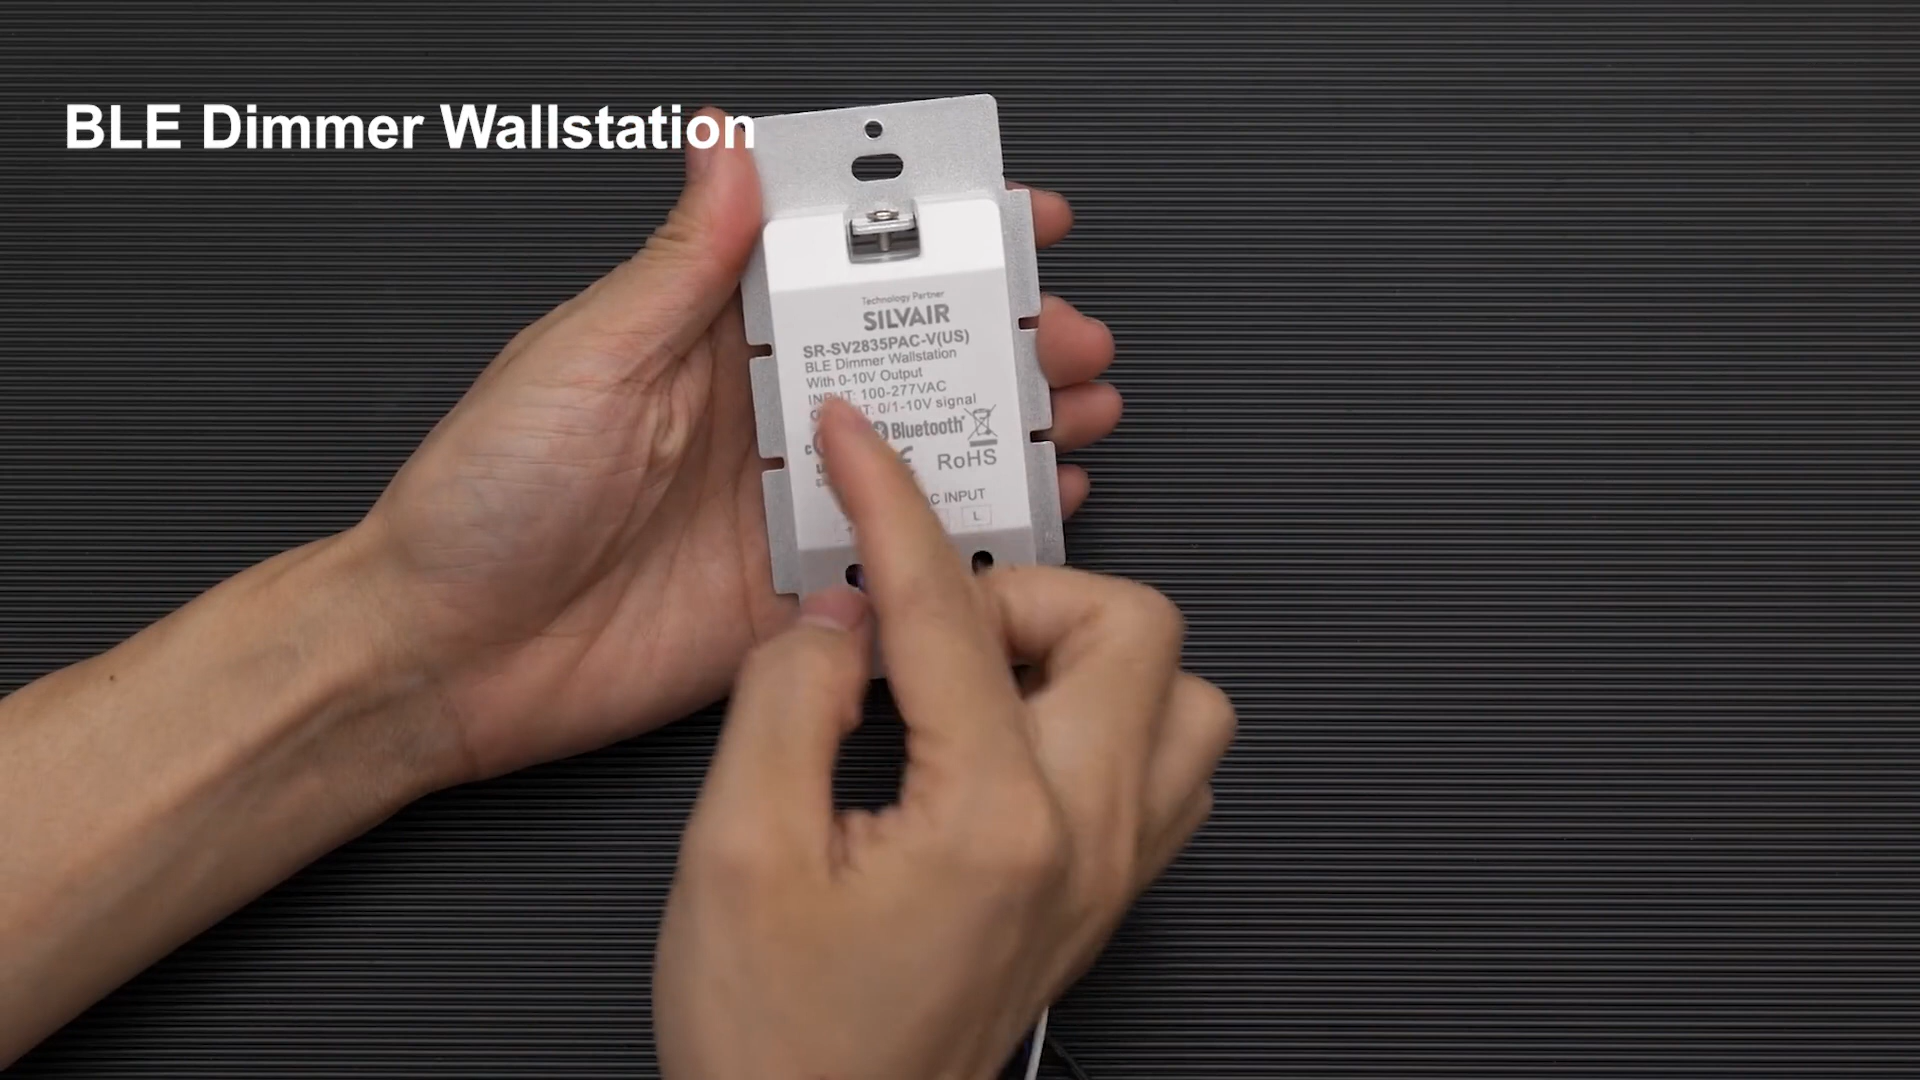 BLE Dimmer Wallstation
Technology Partner
SILVAIR
SR-SV2835PAC-V(US)
BLE Dimmer Wallstation
With 0-10V Output
INPUT: 100-277VAC
0/1-10V signal
Bluetooth
RoHS
INPUT
L